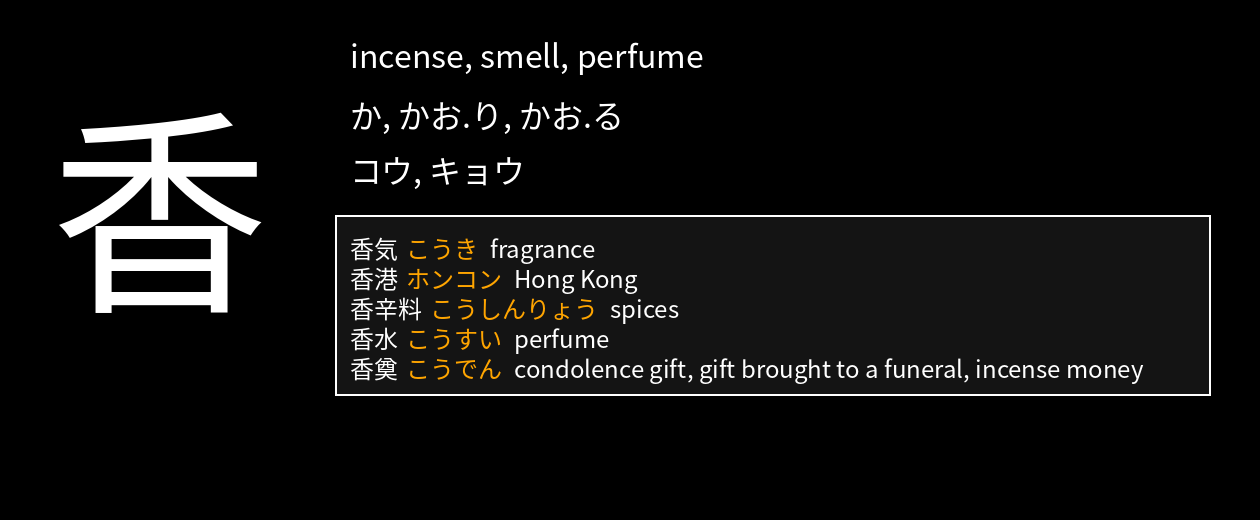 香
incense, smell, perfume
か, かお.り, かお.る
コウ, キョウ
香気 こうき fragrance
香港 ホンコン Hong Kong
香辛料 こうしんりょう spices
香水 こうすい perfume
香奠 こうでん condolence gift, gift brought to a funeral, incense money